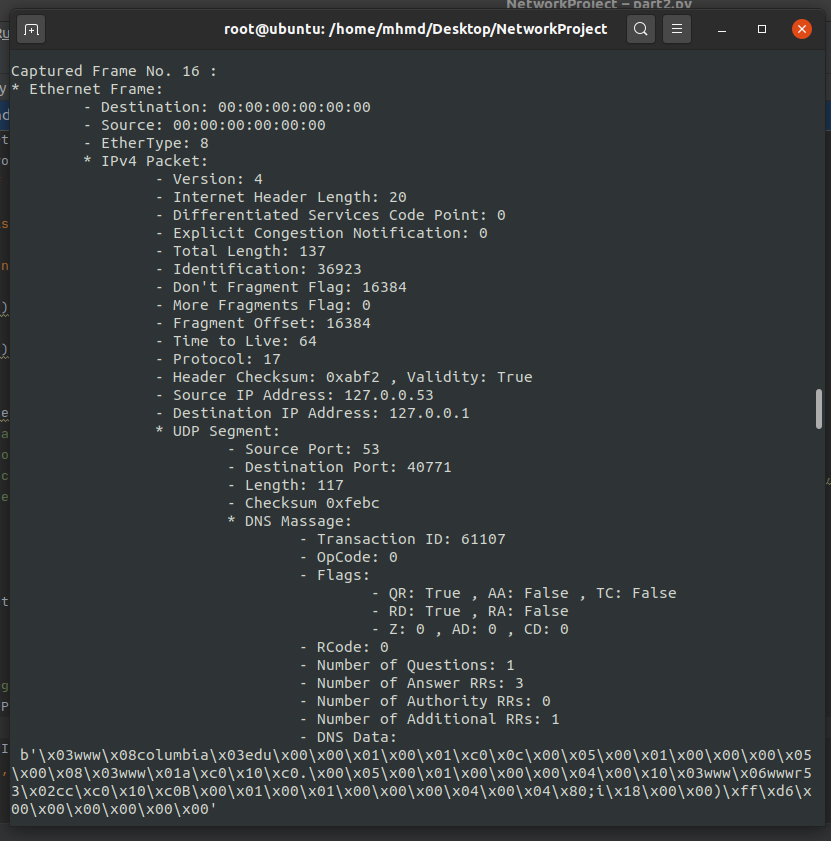 NetworkProject – part2.py
root@ubuntu: /home/mhmd/Desktop/NetworkProject
Captured Frame No. 16 :
* Ethernet Frame:
- Destination: 00:00:00:00:00:00
- Source: 00:00:00:00:00:00
- EtherType: 8
* IPv4 Packet:
- Version: 4
- Internet Header Length: 20
- Differentiated Services Code Point: 0
- Explicit Congestion Notification: 0
- Total Length: 137
- Identification: 36923
- Don't Fragment Flag: 16384
- More Fragments Flag: 0
- Fragment Offset: 16384
- Time to Live: 64
- Protocol: 17
- Header Checksum: 0xabf2 , Validity: True
- Source IP Address: 127.0.0.53
- Destination IP Address: 127.0.0.1
* UDP Segment:
- Source Port: 53
- Destination Port: 40771
- Length: 117
- Checksum 0xfebc
* DNS Massage:
- Transaction ID: 61107
- OpCode: 0
- Flags:
- QR: True , AA: False , TC: False
- RD: True , RA: False
- Z: 0 , AD: 0 , CD: 0
- RCode: 0
- Number of Questions: 1
- Number of Answer RRs: 3
- Number of Authority RRs: 0
- Number of Additional RRs: 1
- DNS Data:
b'\x03www\x08columbia\x03edu\x00\x00\x01\x00\x01\xc0\x0c\x00\x05\x00\x01\x00\x00\x00\x05
\x00\x08\x03www\x01a\xc0\x10\xc0.\x00\x05\x00\x01\x00\x00\x00\x04\x00\x10\x03www\x06wwwr5
3\x02cc\xc0\x10\xc0B\x00\x01\x00\x01\x00\x00\x00\x04\x00\x04\x80;i\x18\x00\x00)\xff\xd6\x
00\x00\x00\x00\x00\x00'